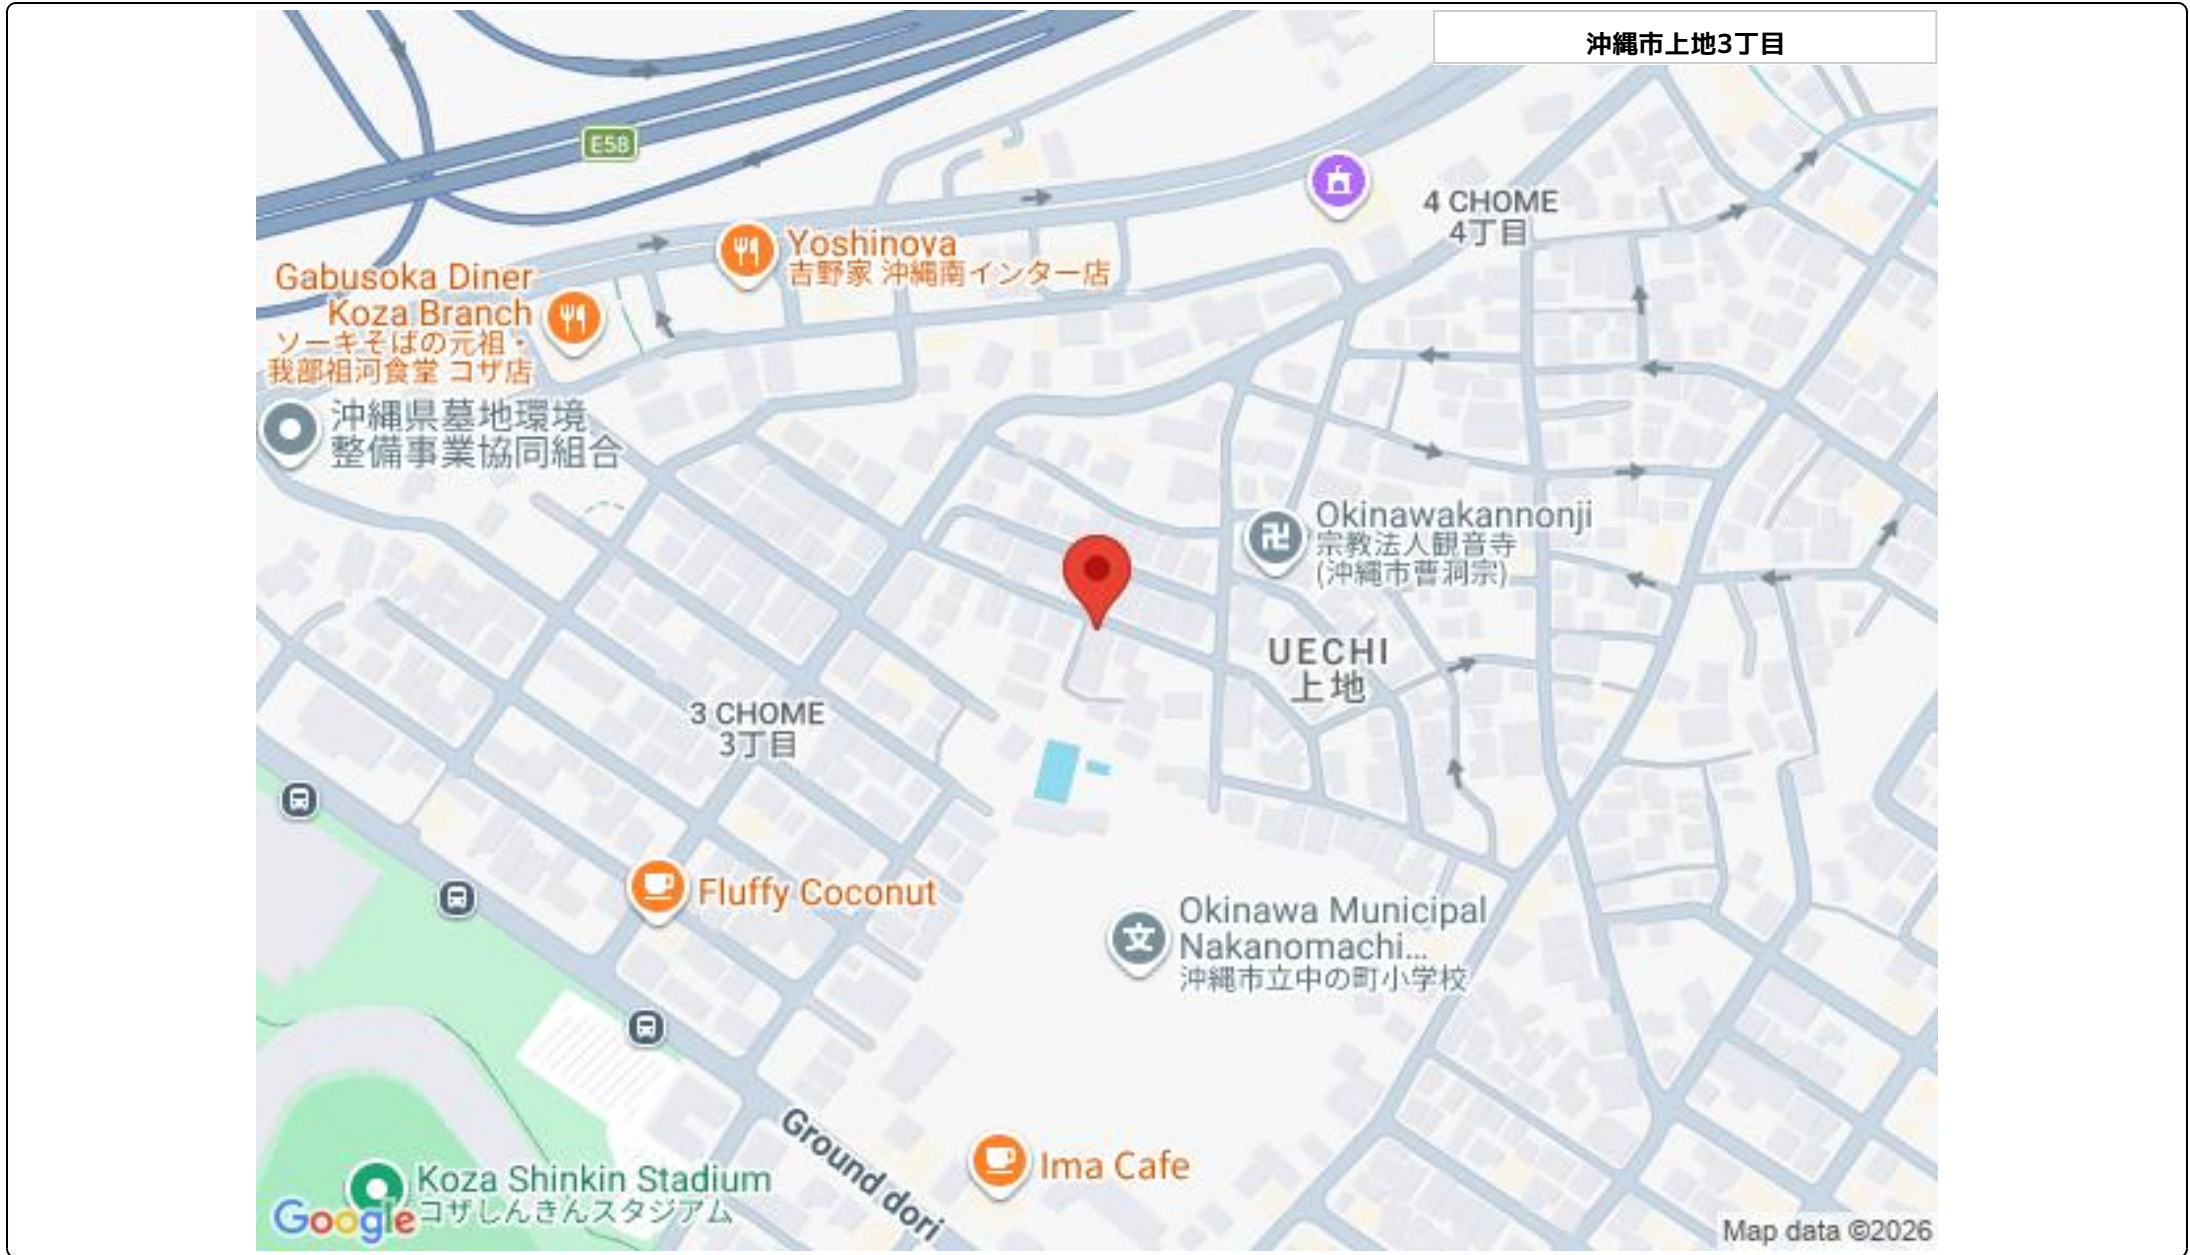 沖縄市上地3丁目
E58
4 CHOME
4丁目
Yoshinoya
吉野家 沖縄南インター店
Gabusoka Diner
Koza Branch
ソーキそばの元祖・
我部祖河食堂 コザ店
沖縄県墓地環境
整備事業協同組合
Okinawakannonji
宗教法人観音寺
(沖縄市曹洞宗)
UECHI
上地
3 CHOME
3丁目
Fluffy Coconut
Okinawa Municipal
Nakanomachi...
沖縄市立中の町小学校
文
Ground dori
Ima Cafe
Koza Shinkin Stadium
コザしんきんスタジアム
Google
Map data ©2026